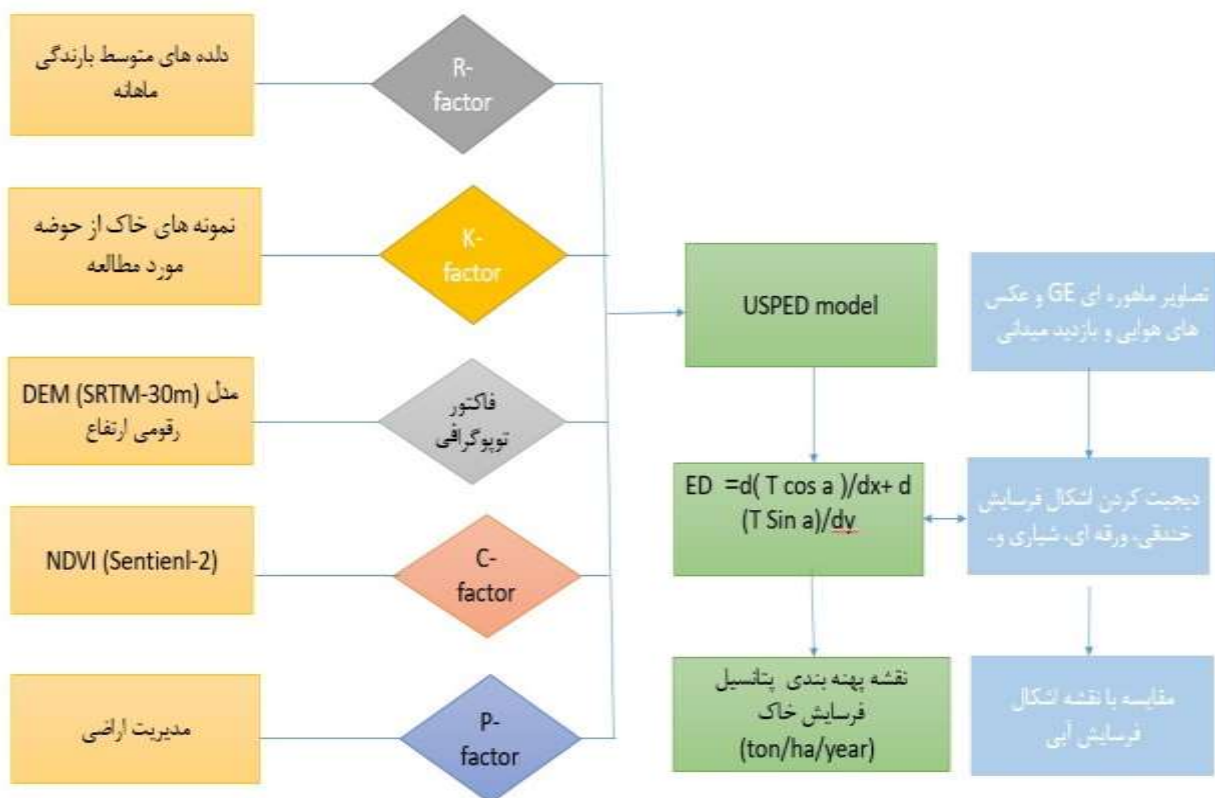 دلده های متوسط بارندگی
ماهانه
R-
factor
نمونه های خاک از حوضه
مورد مطالعه
K-
factor
مدل DEM (SRTM-30m)
رقومی ارتفاع
فاکتور
توپوگرافی
NDVI (Sentienl-2)
C-
factor
مدیریت اراضی
P-
factor
USPED model
ED =d( T cos a )/dx+ d
(T Sin a)/dy
نقشه پهنه بندی پتانسیل
فرسایش خاک
(ton/ha/year)
تصاویر ماهوره ای GE و عکس
های هوایی و بازدید میدانی
دیجیت کردن اشکال فرسایش
خندقی، ورقه ای، شیاری و..
مقایسه با نقشه اشکال
فرسایش آبی